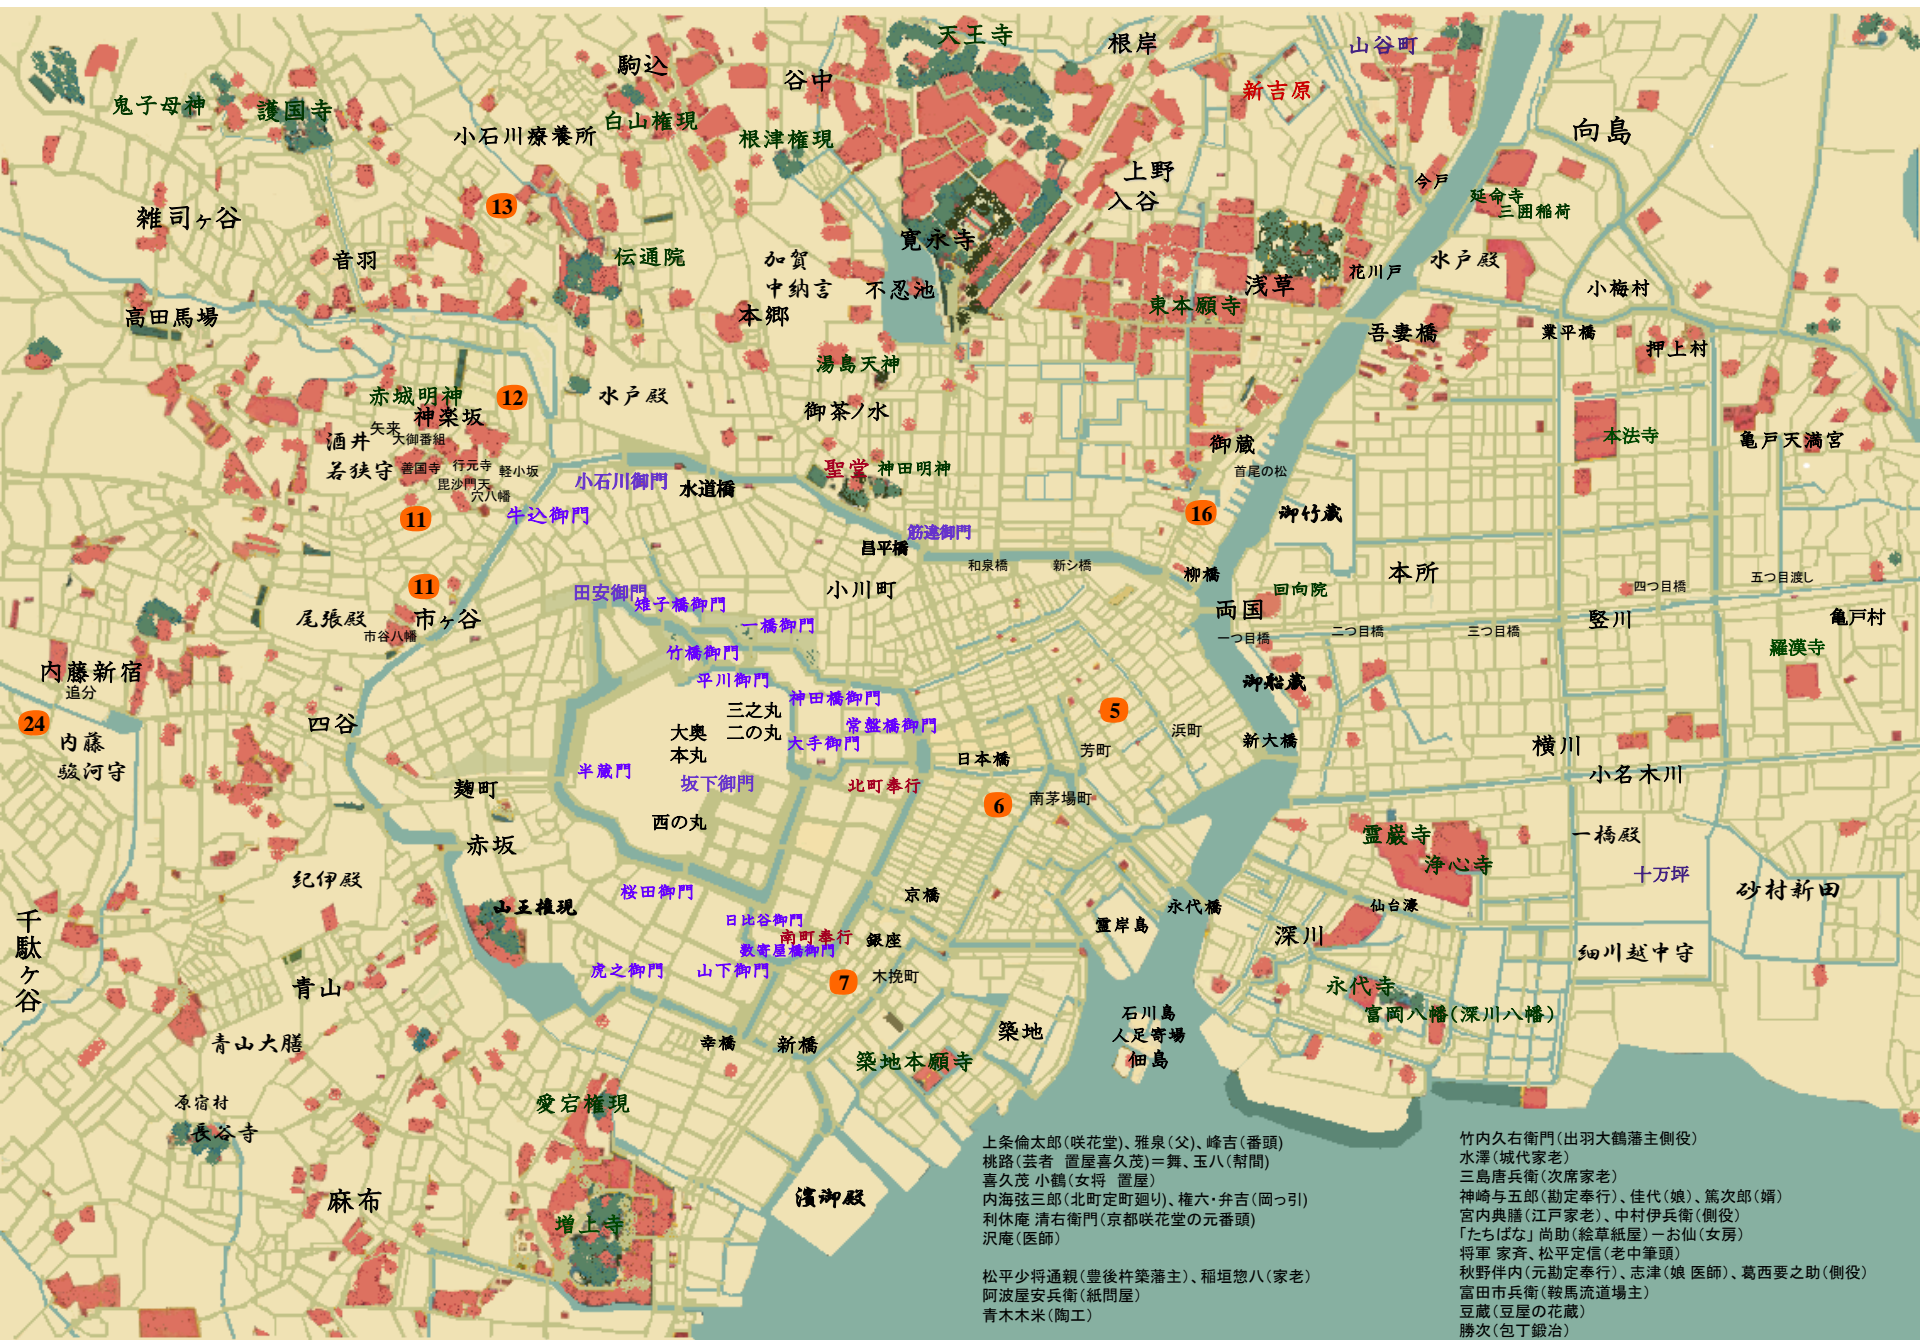 天王寺
根岸
山谷町
駒込
谷中
新吉原
鬼子母神
護国寺
小石川療養所
白山権現
根津権現
向島
上野
入谷
今戸
延命寺
三囲稲荷
13
雑司ヶ谷
音羽
伝通院
加賀
中納言
寛永寺
不忍池
浅草
花川戸
水戸殿
小梅村
高田馬場
本郷
東本願寺
吾妻橋
業平橋
押上村
湯島天神
赤城明神
12
水戸殿
神楽坂
御茶ノ水
矢来
大御番組
酒井
若狭守
善国寺
行元寺
軽小坂
毘沙門天
穴八幡
小石川御門
水道橋
聖堂
神田明神
御蔵
首尾の松
本法寺
亀戸天満宮
11
牛込御門
筋違御門
昌平橋
16
御竹蔵
和泉橋
新シ橋
柳橋
本所
11
田安御門
雉子橋御門
小川町
回向院
四つ目橋
五つ目渡し
尾張殿
市ヶ谷
市谷八幡
一橋御門
両国
一つ目橋
二つ目橋
三つ目橋
竪川
亀戸村
竹橋御門
羅漢寺
内藤新宿
追分
平川御門
神田橋御門
御船蔵
24
四谷
三之丸
二の丸
大奥
本丸
常盤橋御門
大手御門
5
浜町
芳町
新大橋
内藤
駿河守
半蔵門
坂下御門
日本橋
横川
小名木川
麹町
北町奉行
6
南茅場町
西の丸
赤坂
霊巌寺
浄心寺
一橋殿
十万坪
砂村新田
紀伊殿
桜田御門
京橋
山王権現
永代橋
仙台濠
千駄ヶ谷
日比谷御門
南町奉行
数寄屋橋御門
銀座
霊岸島
深川
細川越中守
虎之御門
山下御門
7
木挽町
青山
永代寺
富岡八幡(深川八幡)
石川島
人足寄場
佃島
青山大膳
幸橋
新橋
築地
築地本願寺
原宿村
長谷寺
愛宕権現
麻布
増上寺
濱御殿
上条倫太郎(咲花堂)、雅泉(父)、峰吉(番頭)
桃路(芸者　置屋喜久茂)＝舞、玉八(幇間)
喜久茂 小鶴(女将　置屋)
内海弦三郎(北町定町廻り)、権六・弁吉(岡っ引)
利休庵 清右衛門(京都咲花堂の元番頭)
沢庵(医師)
松平少将通親(豊後杵築藩主)、稲垣惣八(家老)
阿波屋安兵衛(紙問屋)
青木木米(陶工)
竹内久右衛門(出羽大鶴藩主側役)
水澤(城代家老)
三島唐兵衛(次席家老)
神崎与五郎(勘定奉行)、佳代(娘)、篤次郎(婿)
宮内典膳(江戸家老)、中村伊兵衛(側役)
「たちばな」尚助(絵草紙屋)－お仙(女房)
将軍 家斉、松平定信(老中筆頭)
秋野伴内(元勘定奉行)、志津(娘 医師)、葛西要之助(側役)
富田市兵衛(鞍馬流道場主)
豆蔵(豆屋の花蔵)
勝次(包丁鍛冶)